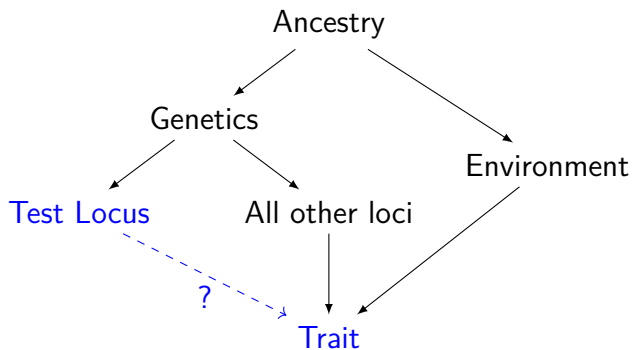 Ancestry
Genetics
Environment
Test Locus
All other loci
?
Trait